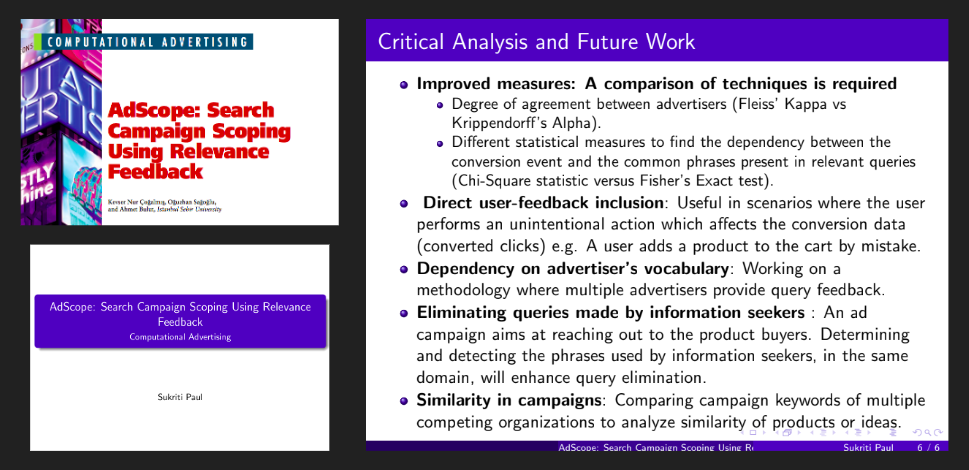 COMPUTATIONAL ADVERTISING
AdScope: Search
Campaign Scoping
Using Relevance
Feedback
Kevser Nur Çoğalmış, Oğuzhan Sağoğlu,
and Ahmet Bulut, Istanbul Sehir University
AdScope: Search Campaign Scoping Using Relevance
Feedback
Computational Advertising
Sukriti Paul
Critical Analysis and Future Work
Improved measures: A comparison of techniques is required
Degree of agreement between advertisers (Fleiss' Kappa vs
Krippendorff's Alpha).
Different statistical measures to find the dependency between the
conversion event and the common phrases present in relevant queries
(Chi-Square statistic versus Fisher's Exact test).
Direct user-feedback inclusion: Useful in scenarios where the user
performs an unintentional action which affects the conversion data
(converted clicks) e.g. A user adds a product to the cart by mistake.
Dependency on advertiser's vocabulary: Working on a
methodology where multiple advertisers provide query feedback.
Eliminating queries made by information seekers : An ad
campaign aims at reaching out to the product buyers. Determining
and detecting the phrases used by information seekers, in the same
domain, will enhance query elimination.
Similarity in campaigns: Comparing campaign keywords of multiple
competing organizations to analyze similarity of products or ideas.
AdScope: Search Campaign Scoping Using R
Sukriti Paul 6 / 6